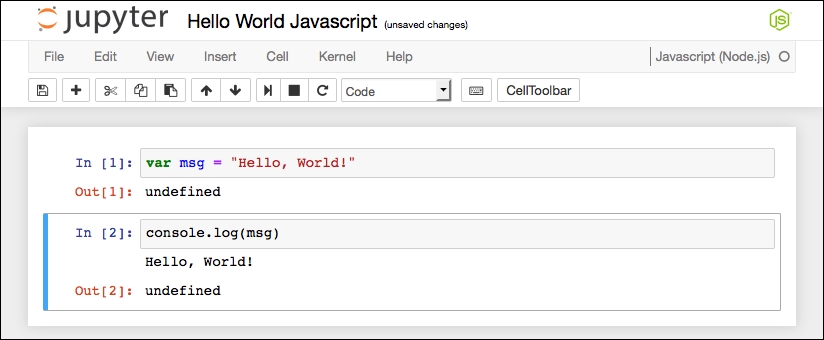 jupyter Hello World Javascript (unsaved changes) JS
File Edit View Insert Cell Kernel Help Javascript (Node.js)
Code CellToolbar
In [1]: var msg = "Hello, World!"
Out[1]: undefined
In [2]: console.log(msg)
Hello, World!
Out[2]: undefined